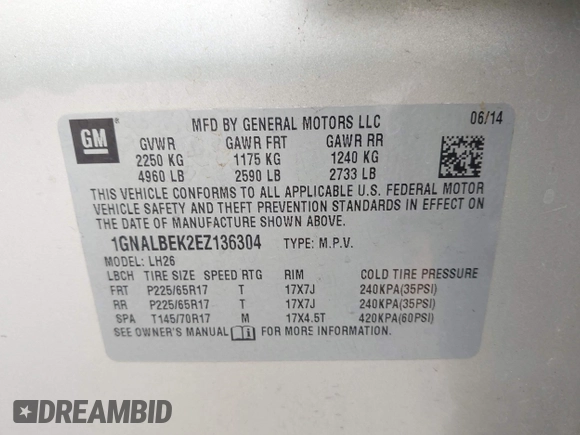 GM
MFD BY GENERAL MOTORS LLC 06/14
GVWR GAWR FRT GAWR RR
2250 KG 1175 KG 1240 KG
4960 LB 2590 LB 2733 LB
THIS VEHICLE CONFORMS TO ALL APPLICABLE U.S. FEDERAL MOTOR
VEHICLE SAFETY AND THEFT PREVENTION STANDARDS IN EFFECT ON
THE DATE OF MANUFACTURE SHOWN ABOVE.
1GNALBEK2EZ136304 TYPE: M.P.V.
MODEL: LH26
LBCH TIRE SIZE SPEED RTG RIM COLD TIRE PRESSURE
FRT P225/65R17 T 17X7J 240KPA(35PSI)
RR P225/65R17 T 17X7J 240KPA(35PSI)
SPA T145/70R17 M 17X4.5T 420KPA(60PSI)
SEE OWNER'S MANUAL i FOR MORE INFORMATION.
DREAMBID